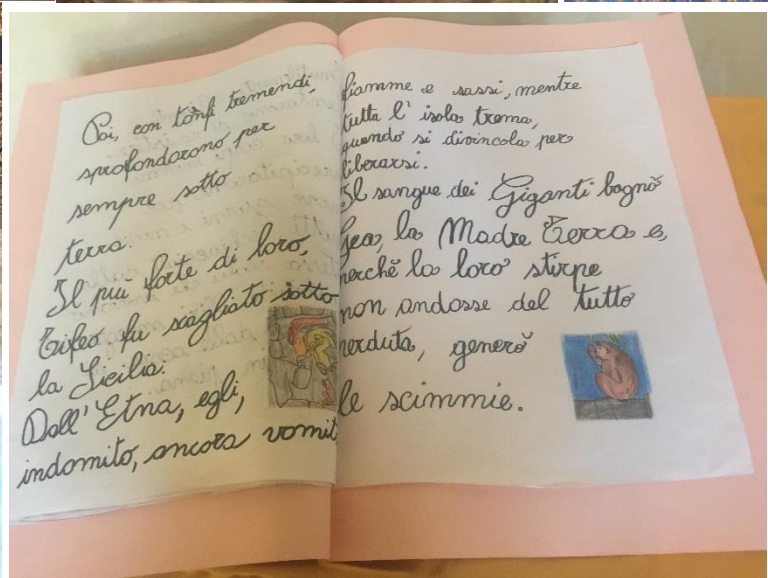 Poi, con tonfi tremendi,
sprofondarono per
sempre sotto
terra.
Il più forte di loro,
Tifeo fu scagliato sotto
la Sicilia.
Dall'Etna, egli,
indomito, ancora vomit
fiamme e sassi, mentre
tutta l'isola trema,
quando si divincola per
liberarsi.
Il sangue dei Giganti bagnò
Gea, la Madre Terra e,
perchè la loro stirpe
non andasse del tutto
perduta, generò
le scimmie.